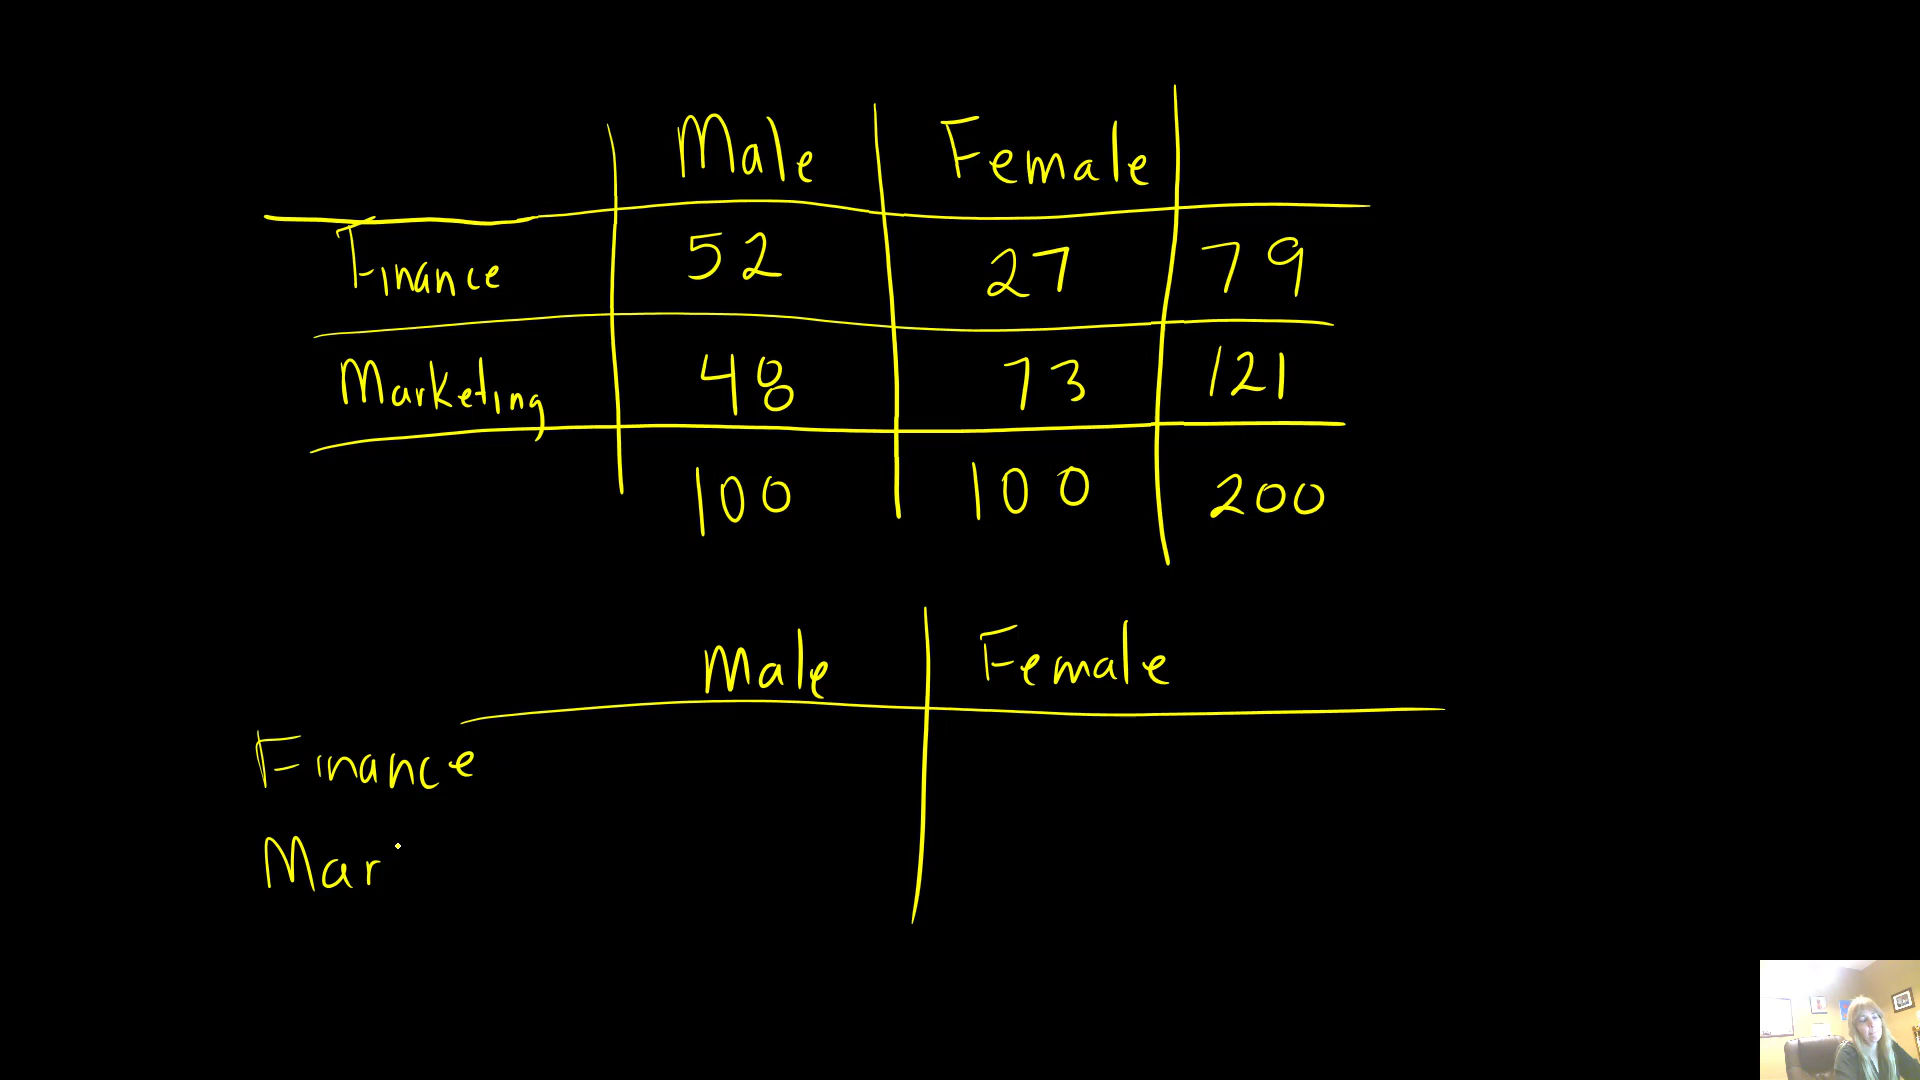 Male Female
Finance 52 27 79
Marketing 48 73 121
100 100 200
Male Female
Finance
Mar